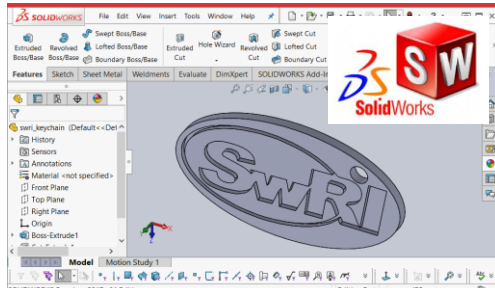 SOLIDWORKS File Edit View Insert Tools Window Help
Extruded Boss/Base
Revolved Boss/Base
Swept Boss/Base
Lofted Boss/Base
Boundary Boss/Base
Extruded Cut
Hole Wizard
Revolved Cut
Swept Cut
Lofted Cut
Boundary Cut
Features Sketch Sheet Metal Weldments Evaluate DimXpert SOLIDWORKS Add-In
SW
SolidWorks
swri_keychain (Default<<Def
History
Sensors
Annotations
Material <not specified>
Front Plane
Top Plane
Right Plane
Origin
Boss-Extrude1
SwRI
Model Motion Study 1